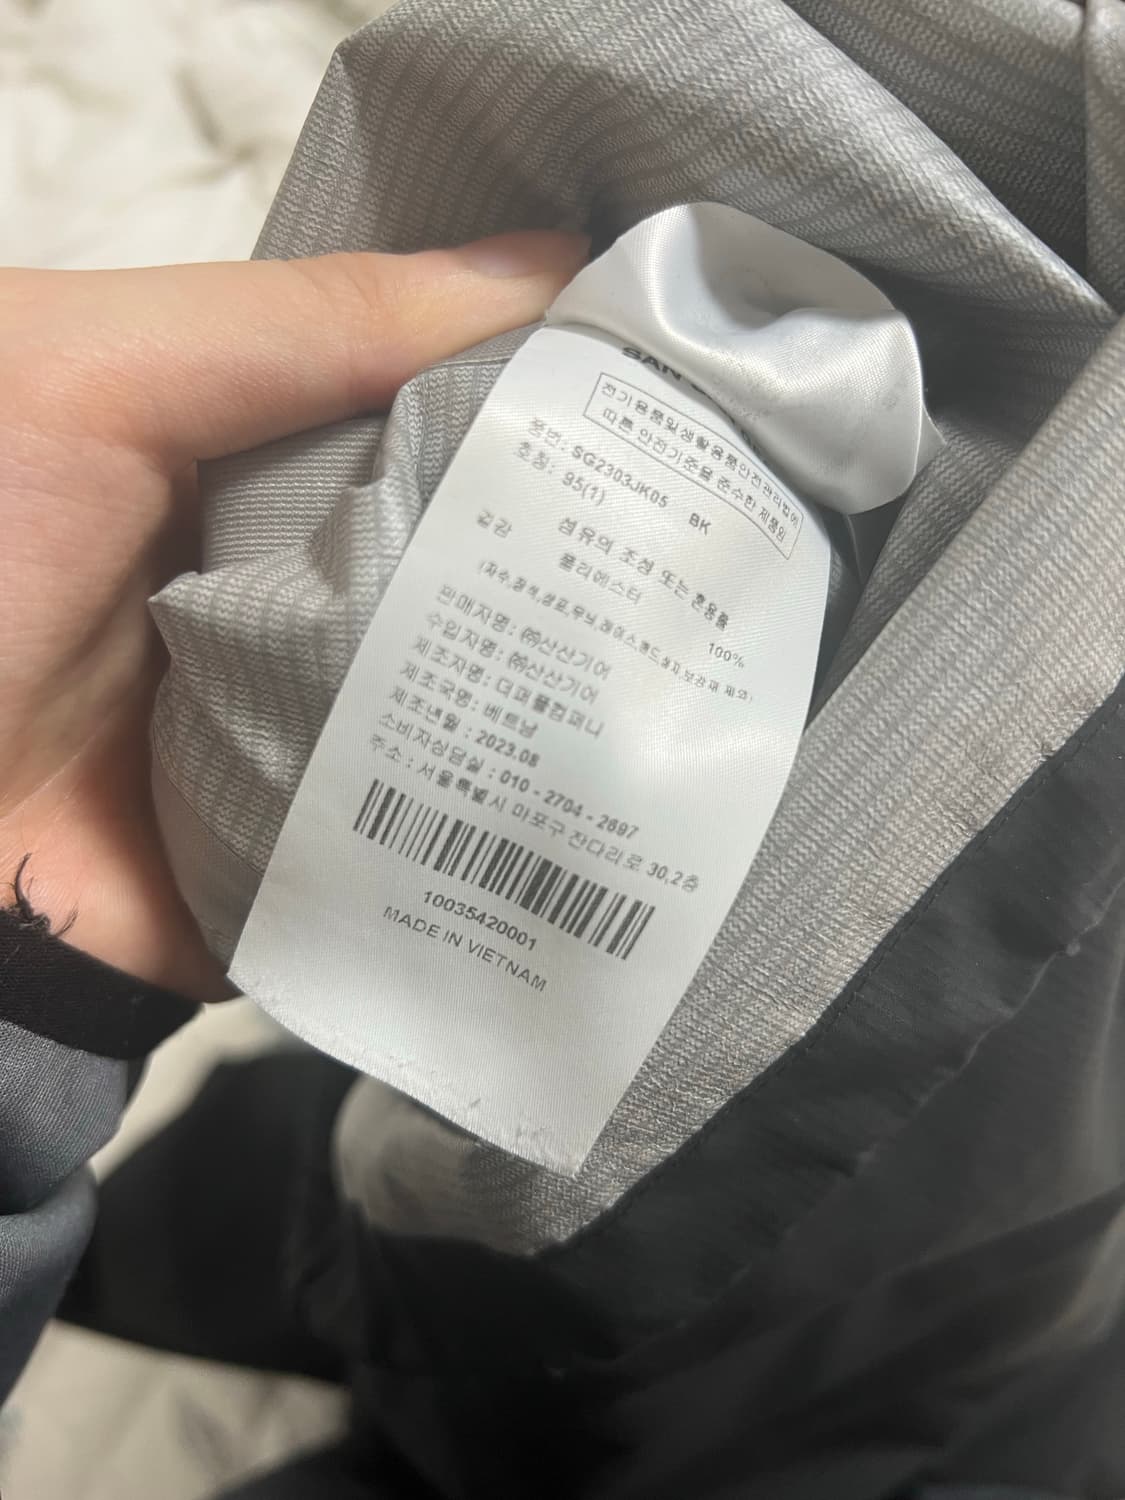 SAN
전기용품및생활용품안전관리법에
따른 안전기준을 준수한 제품임
품번: SG2303JK05 BK
호칭: 95(1)
섬유의 조성 또는 혼용률
겉감 폴리에스터 100%
판매자명: ㈜산산기어
수입자명: ㈜산산기어
제조자명: 더퍼플컴퍼니
제조국명: 베트남
제조년월 : 2023.08
소비자상담실 : 010 - 2704 - 2897
주소 : 서울특별시 마포구 잔다리로 30,2층
10035420001
MADE IN VIETNAM